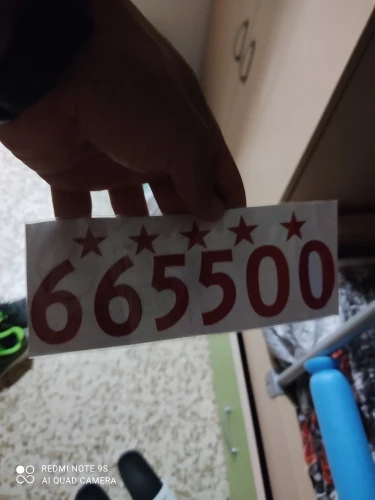 ★★★★★
665500
REDMI NOTE 9S
AI QUAD CAMERA